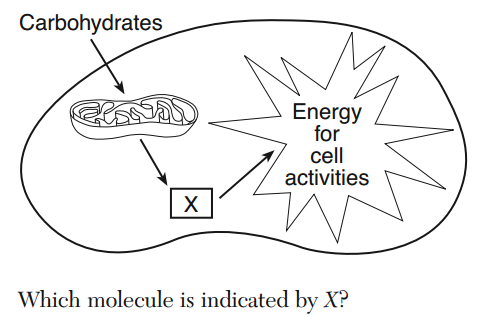 Carbohydrates
Energy
for
cell
activities
X
Which molecule is indicated by X?